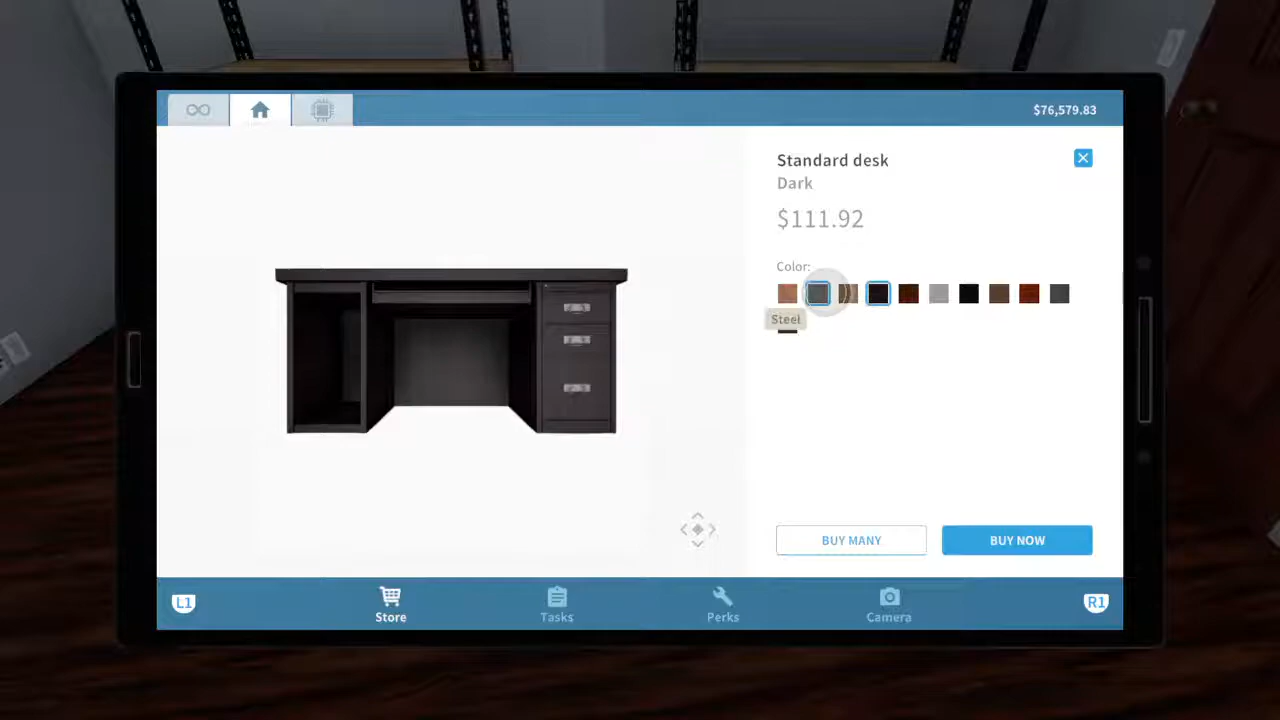 $76,579.83
Standard desk
Dark
$111.92
Color:
Steel
BUY MANY
BUY NOW
L1
Store
Tasks
Perks
Camera
R1